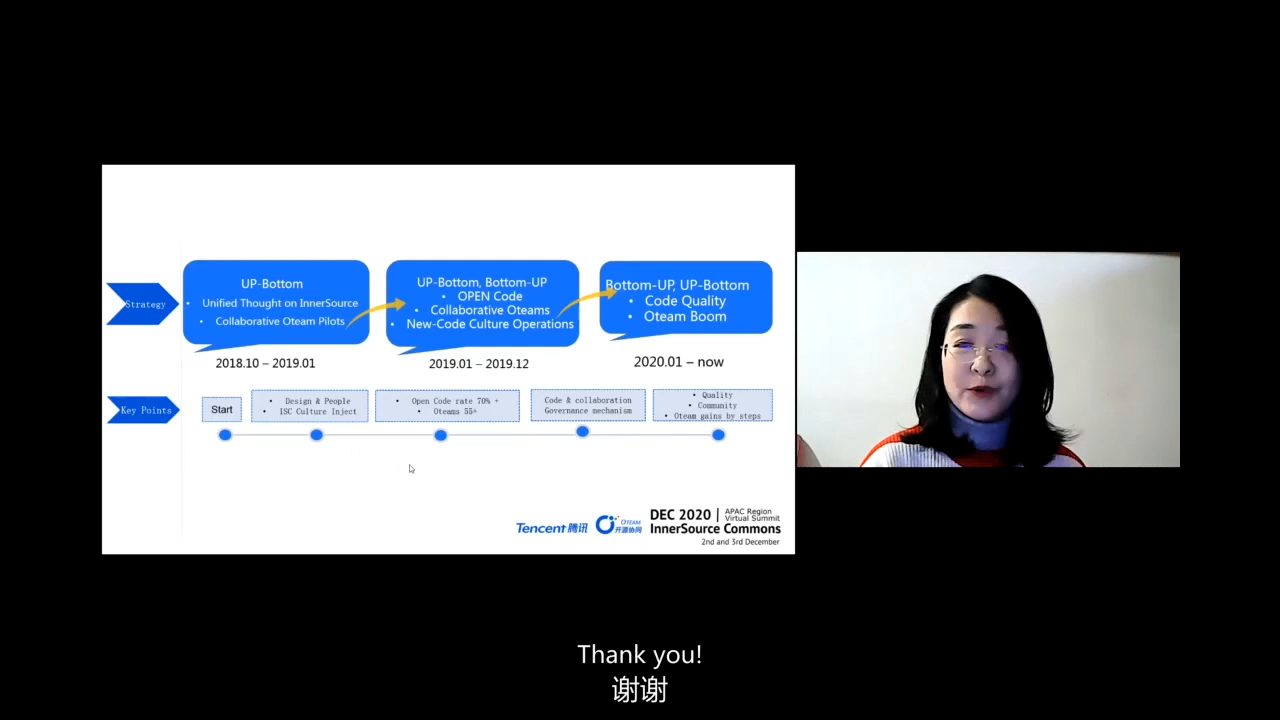 Strategy
UP-Bottom
• Unified Thought on InnerSource
• Collaborative Oteam Pilots
2018.10 – 2019.01
UP-Bottom, Bottom-UP
• OPEN Code
• Collaborative Oteams
• New-Code Culture Operations
2019.01 – 2019.12
Bottom-UP, UP-Bottom
• Code Quality
• Oteam Boom
2020.01 – now
Key Points
Start
• Design & People
• ISC Culture Inject
• Open Code rate 70% +
• Oteams 55+
Code & collaboration
Governance mechanism
• Quality
• Community
• Oteam gains by steps
Tencent 腾讯
OTEAM
开源协同
DEC 2020 | APAC Region
Virtual Summit
InnerSource Commons
2nd and 3rd December
Thank you!
谢谢